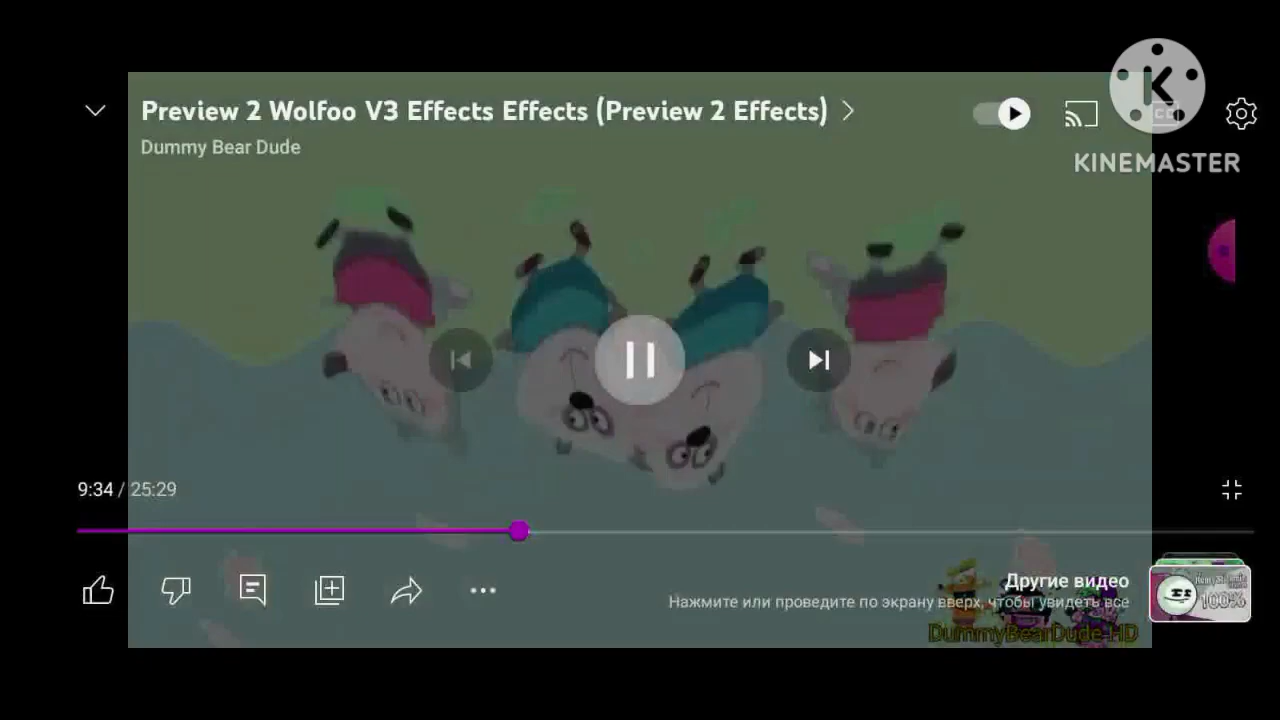 Preview 2 Wolfoo V3 Effects Effects (Preview 2 Effects)
Dummy Bear Dude
K
KINEMASTER
9:34 / 25:29
Другие видео
Нажмите или проведите по экрану вверх, чтобы увидеть все
100%
DummyBearDude HD